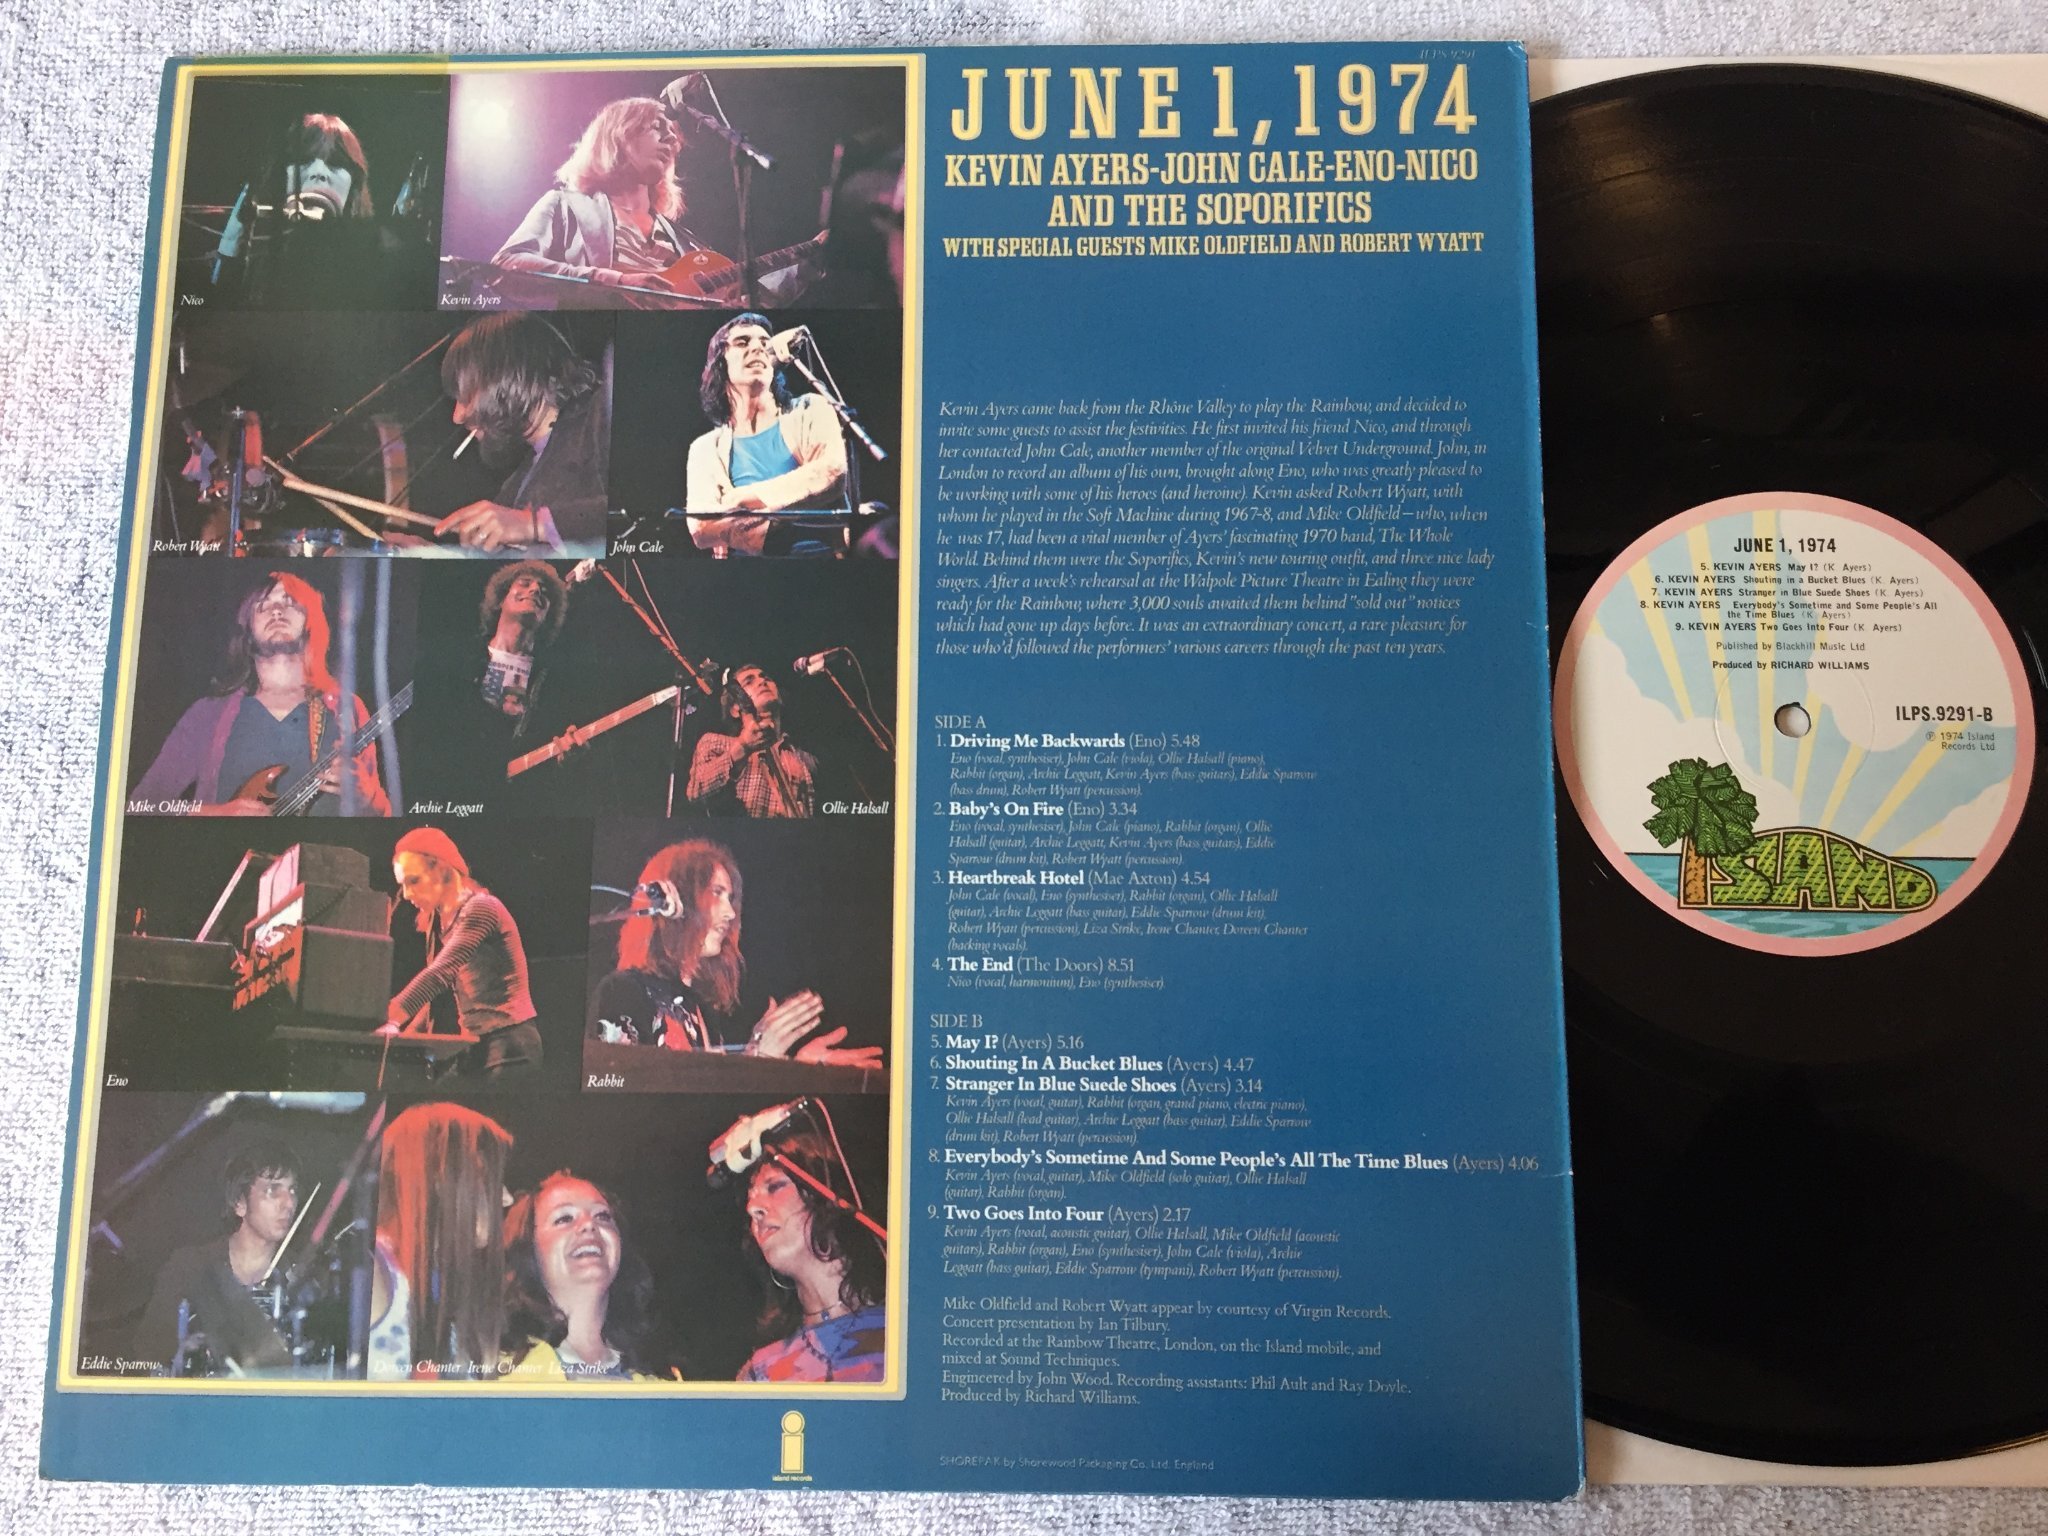 ILPS 9291
JUNE 1, 1974
KEVIN AYERS-JOHN CALE-ENO-NICO
AND THE SOPORIFICS
WITH SPECIAL GUESTS MIKE OLDFIELD AND ROBERT WYATT
Nico
Kevin Ayers
Robert Wyatt
John Cale
Mike Oldfield
Archie Leggatt
Ollie Halsall
Eno
Rabbit
Eddie Sparrow
Doreen Chanter Irene Chanter Liza Strike
island records
Kevin Ayers came back from the Rhône Valley to play the Rainbow, and decided to
invite some guests to assist the festivities. He first invited his friend Nico, and through
her contacted John Cale, another member of the original Velvet Underground. John, in
London to record an album of his own, brought along Eno, who was greatly pleased to
be working with some of his heroes (and heroine). Kevin asked Robert Wyatt, with
whom he played in the Soft Machine during 1967-8, and Mike Oldfield—who, when
he was 17, had been a vital member of Ayers' fascinating 1970 band, The Whole
World. Behind them were the Soporifics, Kevin's new touring outfit, and three nice lady
singers. After a week's rehearsal at the Walpole Picture Theatre in Ealing they were
ready for the Rainbow, where 3,000 souls awaited them behind "sold out" notices
which had gone up days before. It was an extraordinary concert, a rare pleasure for
those who'd followed the performers' various careers through the past ten years.
SIDE A
1. Driving Me Backwards (Eno) 5.48
Eno (vocal, synthesiser), John Cale (viola), Ollie Halsall (piano),
Rabbit (organ), Archie Leggatt, Kevin Ayers (bass guitars), Eddie Sparrow
(bass drum), Robert Wyatt (percussion).
2. Baby's On Fire (Eno) 3.34
Eno (vocal, synthesiser), John Cale (piano), Rabbit (organ), Ollie
Halsall (guitar), Archie Leggatt, Kevin Ayers (bass guitars), Eddie
Sparrow (drum kit), Robert Wyatt (percussion).
3. Heartbreak Hotel (Mae Axton) 4.54
John Cale (vocal), Eno (synthesiser), Rabbit (organ), Ollie Halsall
(guitar), Archie Leggatt (bass guitar), Eddie Sparrow (drum kit),
Robert Wyatt (percussion), Liza Strike, Irene Chanter, Doreen Chanter
(backing vocals).
4. The End (The Doors) 8.51
Nico (vocal, harmonium), Eno (synthesiser).
SIDE B
5. May I? (Ayers) 5.16
6. Shouting In A Bucket Blues (Ayers) 4.47
7. Stranger In Blue Suede Shoes (Ayers) 3.14
Kevin Ayers (vocal, guitar), Rabbit (organ, grand piano, electric piano),
Ollie Halsall (lead guitar), Archie Leggatt (bass guitar), Eddie Sparrow
(drum kit), Robert Wyatt (percussion).
8. Everybody's Sometime And Some People's All The Time Blues (Ayers) 4.06
Kevin Ayers (vocal, guitar), Mike Oldfield (solo guitar), Ollie Halsall
(guitar), Rabbit (organ).
9. Two Goes Into Four (Ayers) 2.17
Kevin Ayers (vocal, acoustic guitar), Ollie Halsall, Mike Oldfield (acoustic
guitars), Rabbit (organ), Eno (synthesiser), John Cale (viola), Archie
Leggatt (bass guitar), Eddie Sparrow (tympani), Robert Wyatt (percussion).
Mike Oldfield and Robert Wyatt appear by courtesy of Virgin Records.
Concert presentation by Ian Tilbury.
Recorded at the Rainbow Theatre, London, on the Island mobile, and
mixed at Sound Techniques.
Engineered by John Wood. Recording assistants: Phil Ault and Ray Doyle.
Produced by Richard Williams.
SHOREPAK by Shorewood Packaging Co. Ltd. England
JUNE 1, 1974
5. KEVIN AYERS May I? (K. Ayers)
6. KEVIN AYERS Shouting in a Bucket Blues (K. Ayers)
7. KEVIN AYERS Stranger in Blue Suede Shoes (K. Ayers)
8. KEVIN AYERS Everybody's Sometime and Some People's All
the Time Blues (K. Ayers)
9. KEVIN AYERS Two Goes Into Four (K. Ayers)
Published by Blackhill Music Ltd
Produced by RICHARD WILLIAMS
ILPS.9291-B
℗ 1974 Island
Records Ltd
ISLAND